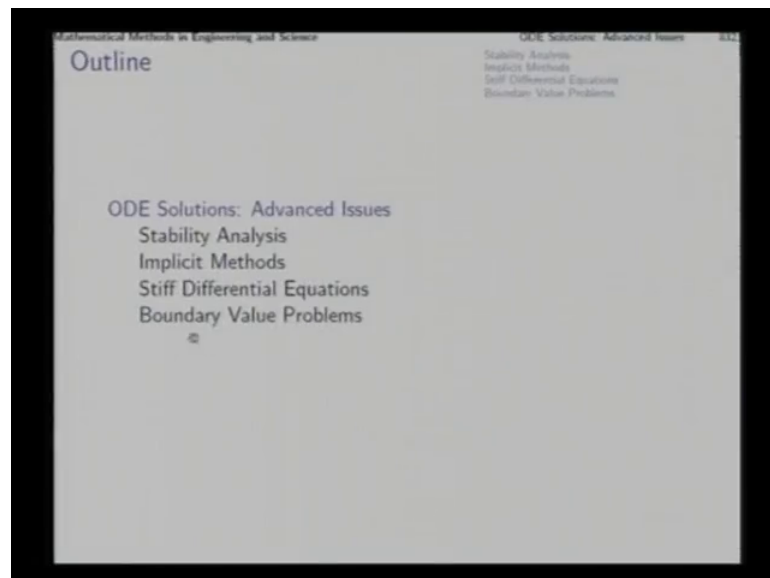 Mathematical Methods in Engineering and Science
ODE Solutions: Advanced Issues
Outline
Stability Analysis
Implicit Methods
Stiff Differential Equations
Boundary Value Problems
ODE Solutions: Advanced Issues
Stability Analysis
Implicit Methods
Stiff Differential Equations
Boundary Value Problems